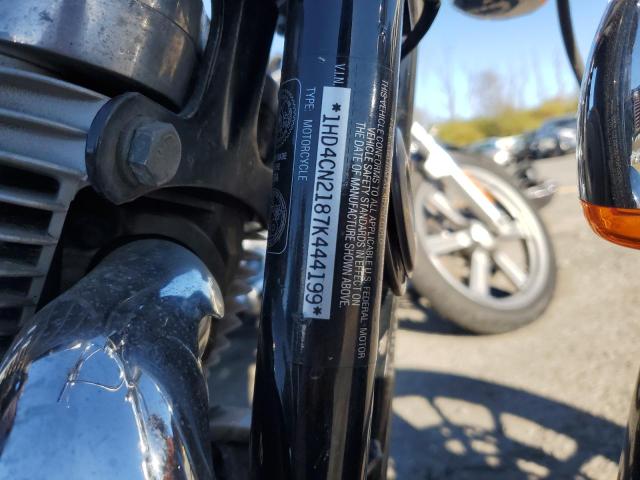 V.I.N.
*1HD4CN2187K444199*
TYPE MOTORCYCLE
THIS VEHICLE CONFORMS TO ALL APPLICABLE U.S. FEDERAL MOTOR
VEHICLE SAFETY STANDARDS IN EFFECT ON
THE DATE OF MANUFACTURE SHOWN ABOVE.